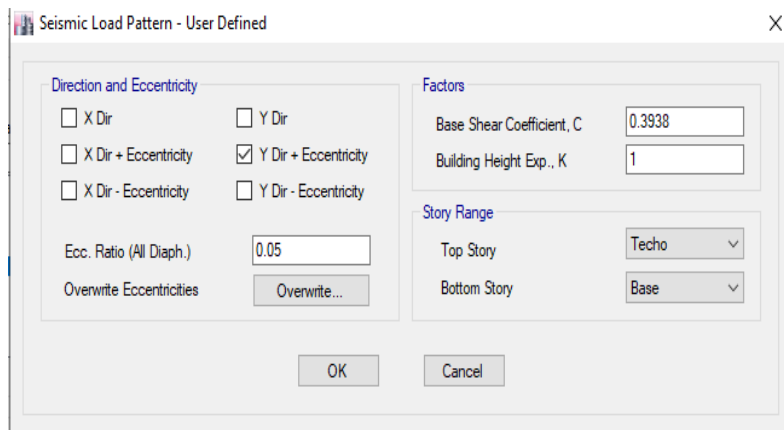 Seismic Load Pattern - User Defined
Direction and Eccentricity
X Dir
Y Dir
X Dir + Eccentricity
Y Dir + Eccentricity
X Dir - Eccentricity
Y Dir - Eccentricity
Ecc. Ratio (All Diaph.)
0.05
Overwrite Eccentricities
Overwrite...
Factors
Base Shear Coefficient, C
0.3938
Building Height Exp., K
1
Story Range
Top Story
Techo
Bottom Story
Base
OK
Cancel